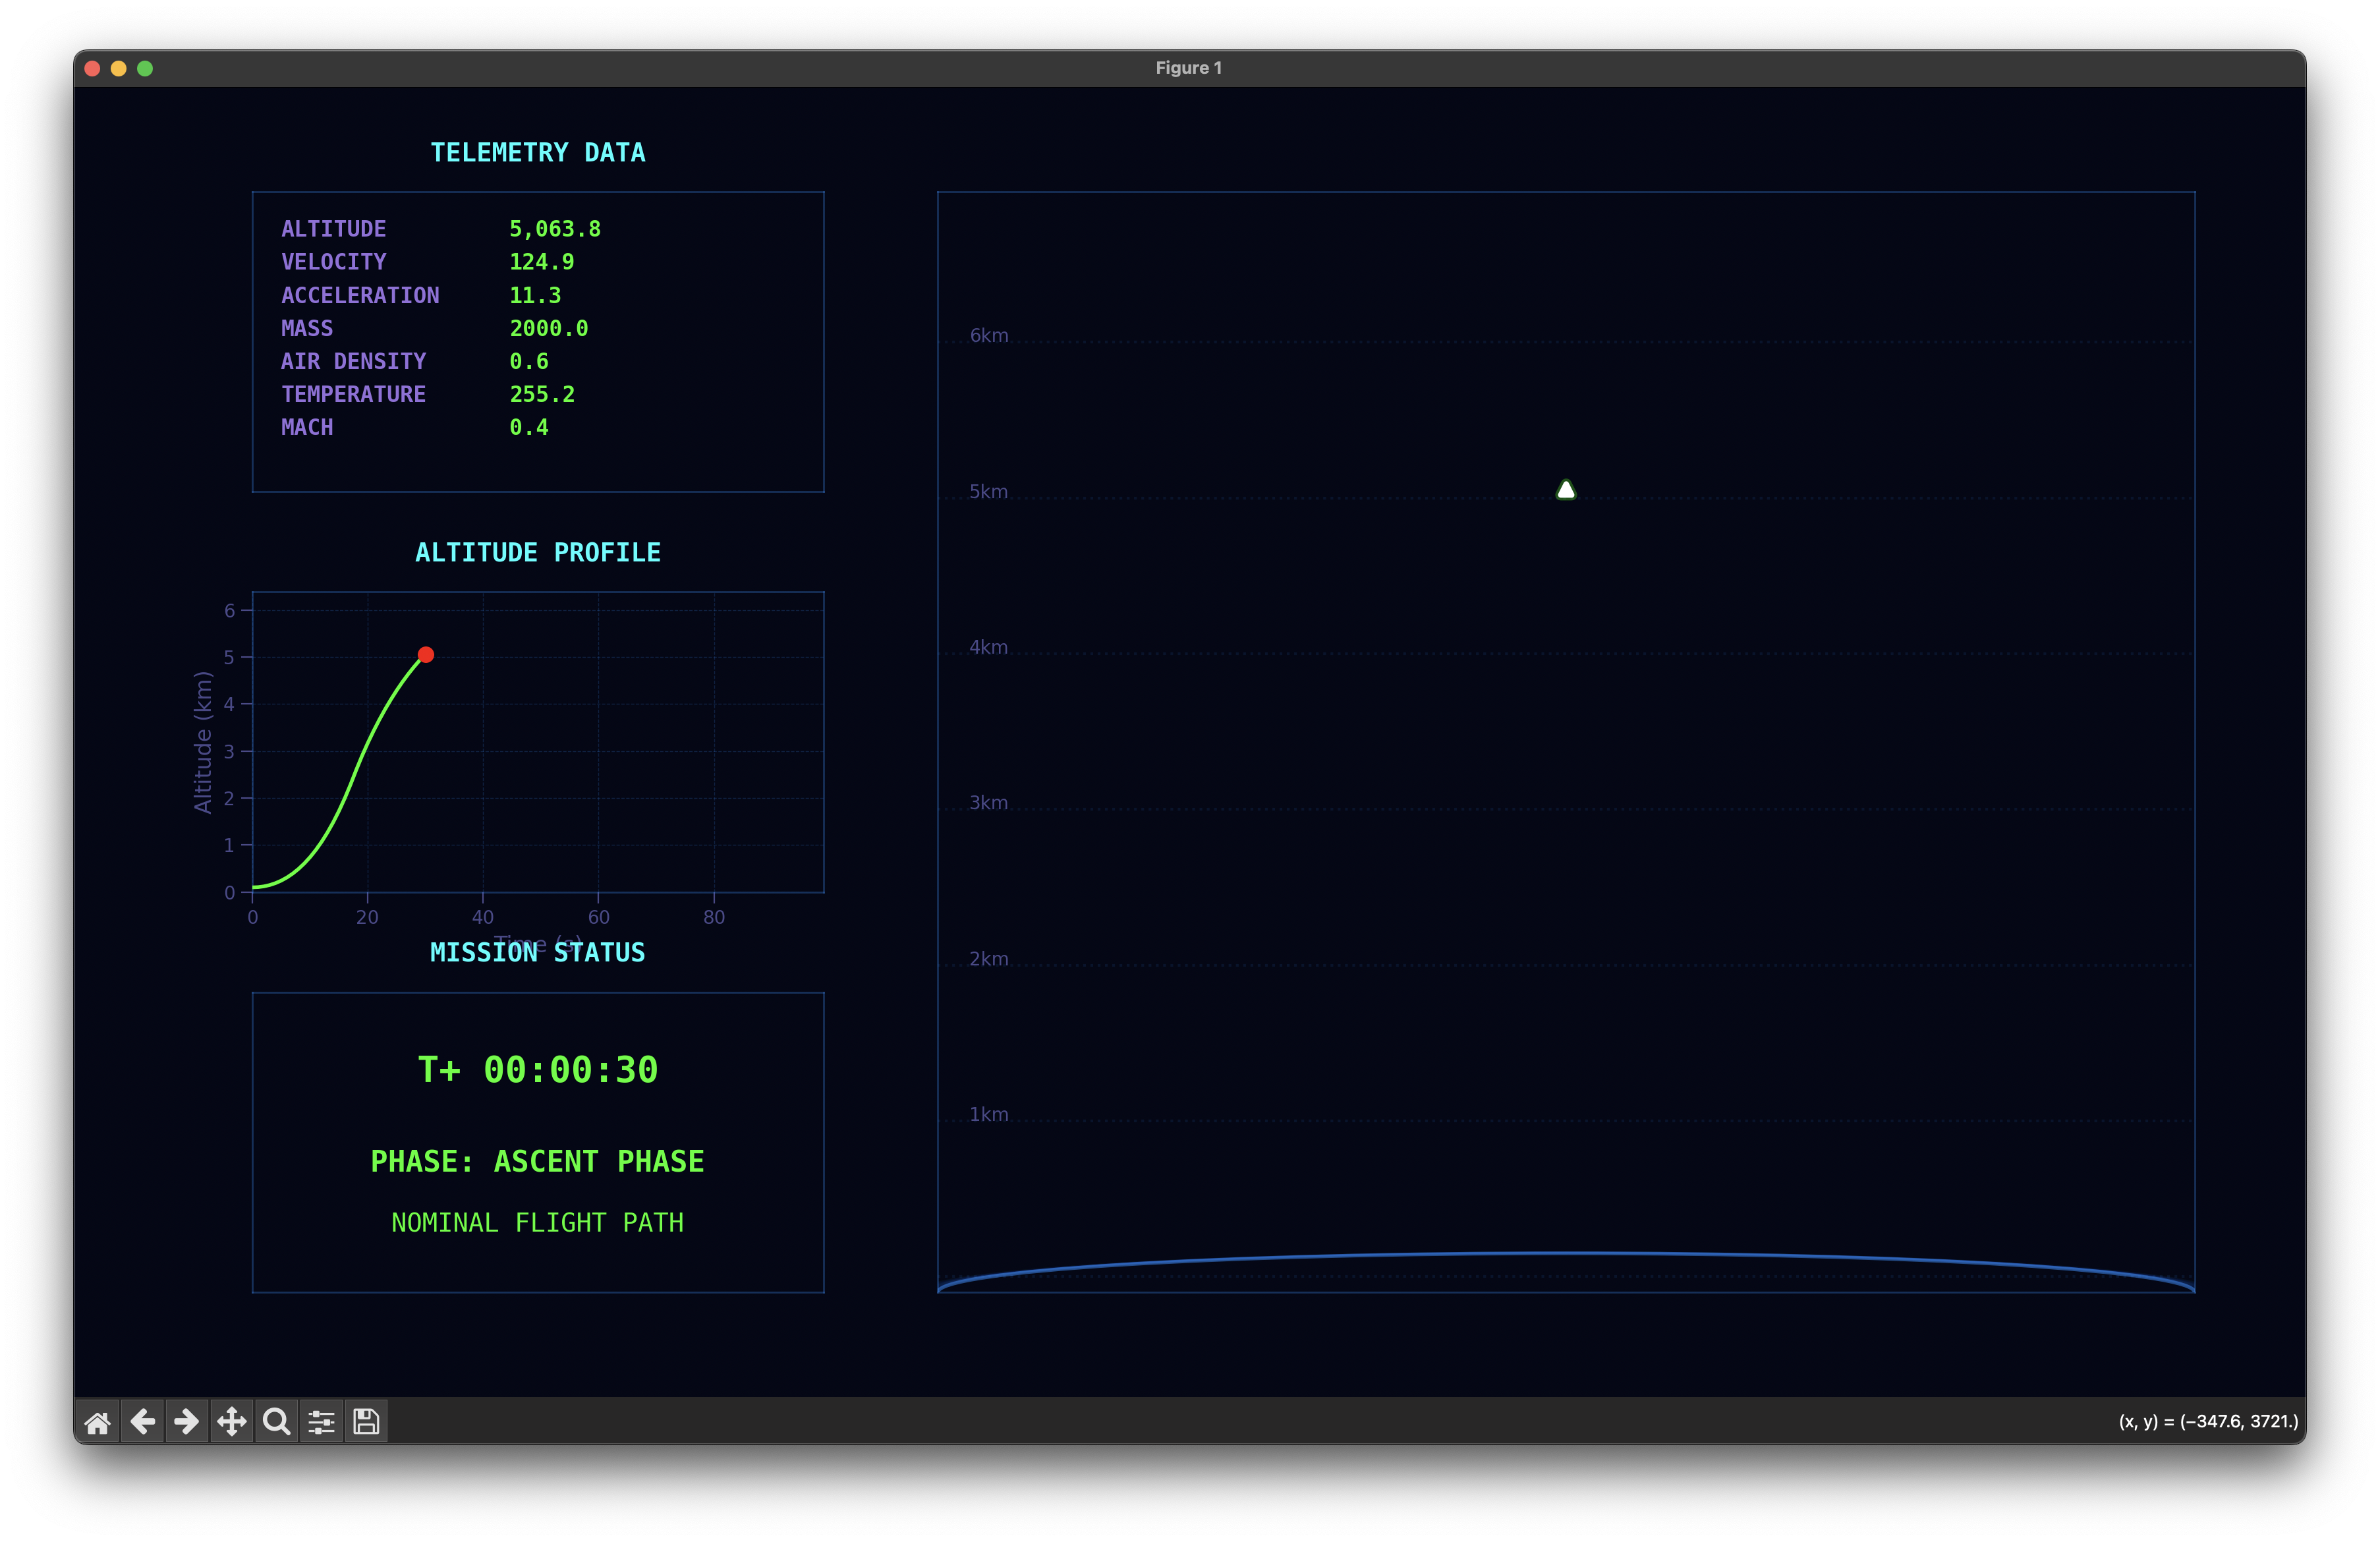 Figure 1
TELEMETRY DATA
ALTITUDE 5,063.8
VELOCITY 124.9
ACCELERATION 11.3
MASS 2000.0
AIR DENSITY 0.6
TEMPERATURE 255.2
MACH 0.4
ALTITUDE PROFILE
Altitude (km)
6
5
4
3
2
1
0
0 20 40 60 80
Time (s)
MISSION STATUS
T+ 00:00:30
PHASE: ASCENT PHASE
NOMINAL FLIGHT PATH
6km
5km
4km
3km
2km
1km
(x, y) = (−347.6, 3721.)